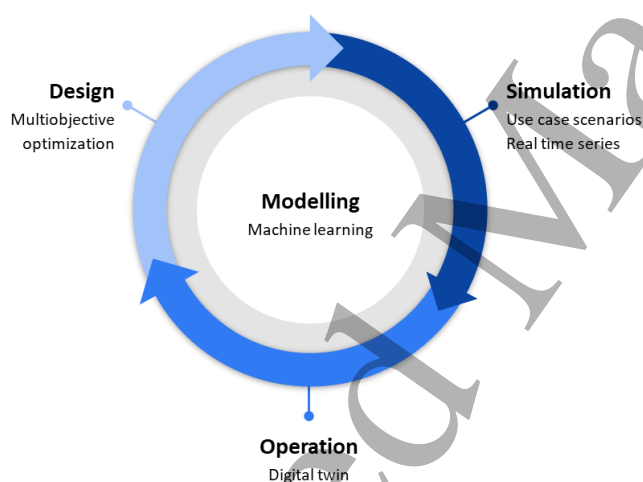 Design
Multiobjective
optimization
Simulation
Use case scenarios
Real time series
Modelling
Machine learning
Operation
Digital twin